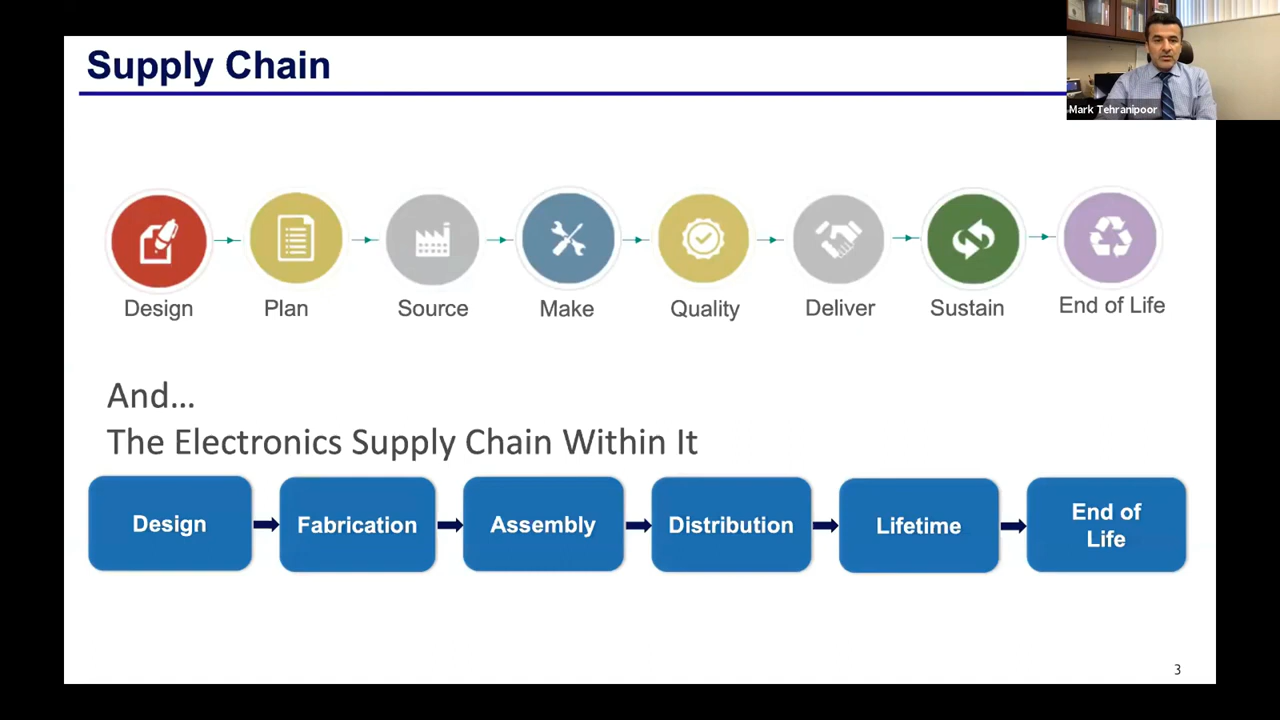 Supply Chain
Mark Tehranipoor
Design
Plan
Source
Make
Quality
Deliver
Sustain
End of Life
And...
The Electronics Supply Chain Within It
Design
Fabrication
Assembly
Distribution
Lifetime
End of
Life
3